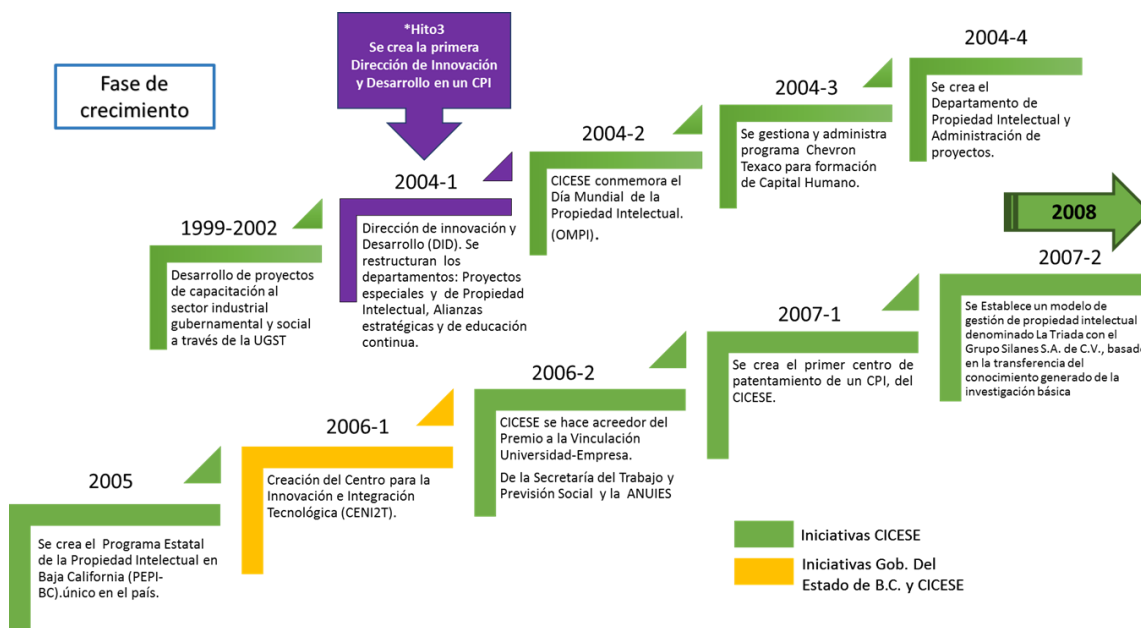 Fase de
crecimiento
*Hito3
Se crea la primera
Dirección de Innovación
y Desarrollo en un CPI
1999-2002
Desarrollo de proyectos
de capacitación al
sector industrial
gubernamental y social
a través de la UGST
2004-1
Dirección de innovación y
Desarrollo (DID). Se
restructuran los
departamentos: Proyectos
especiales y de Propiedad
Intelectual, Alianzas
estratégicas y de educación
continua.
2004-2
CICESE conmemora el
Día Mundial de la
Propiedad Intelectual.
(OMPI).
2004-3
Se gestiona y administra
programa Chevron
Texaco para formación
de Capital Humano.
2004-4
Se crea el
Departamento de
Propiedad Intelectual y
Administración de
proyectos.
2008
2005
Se crea el Programa Estatal
de la Propiedad Intelectual en
Baja California (PEPI-
BC).único en el país.
2006-1
Creación del Centro para la
Innovación e Integración
Tecnológica (CENI2T).
2006-2
CICESE se hace acreedor del
Premio a la Vinculación
Universidad-Empresa.
De la Secretaría del Trabajo y
Previsión Social y la ANUIES
2007-1
Se crea el primer centro de
patentamiento de un CPI, del
CICESE.
2007-2
Se Establece un modelo de
gestión de propiedad intelectual
denominado La Triada con el
Grupo Silanes S.A. de C.V., basado
en la transferencia del
conocimiento generado de la
investigación básica
Iniciativas CICESE
Iniciativas Gob. Del
Estado de B.C. y CICESE